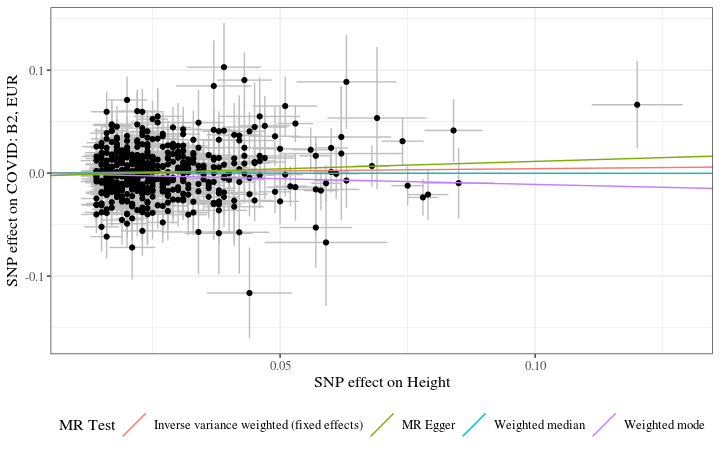 SNP effect on COVID: B2, EUR
0.1
0.0
-0.1
0.05
0.10
SNP effect on Height
MR Test
Inverse variance weighted (fixed effects)
MR Egger
Weighted median
Weighted mode